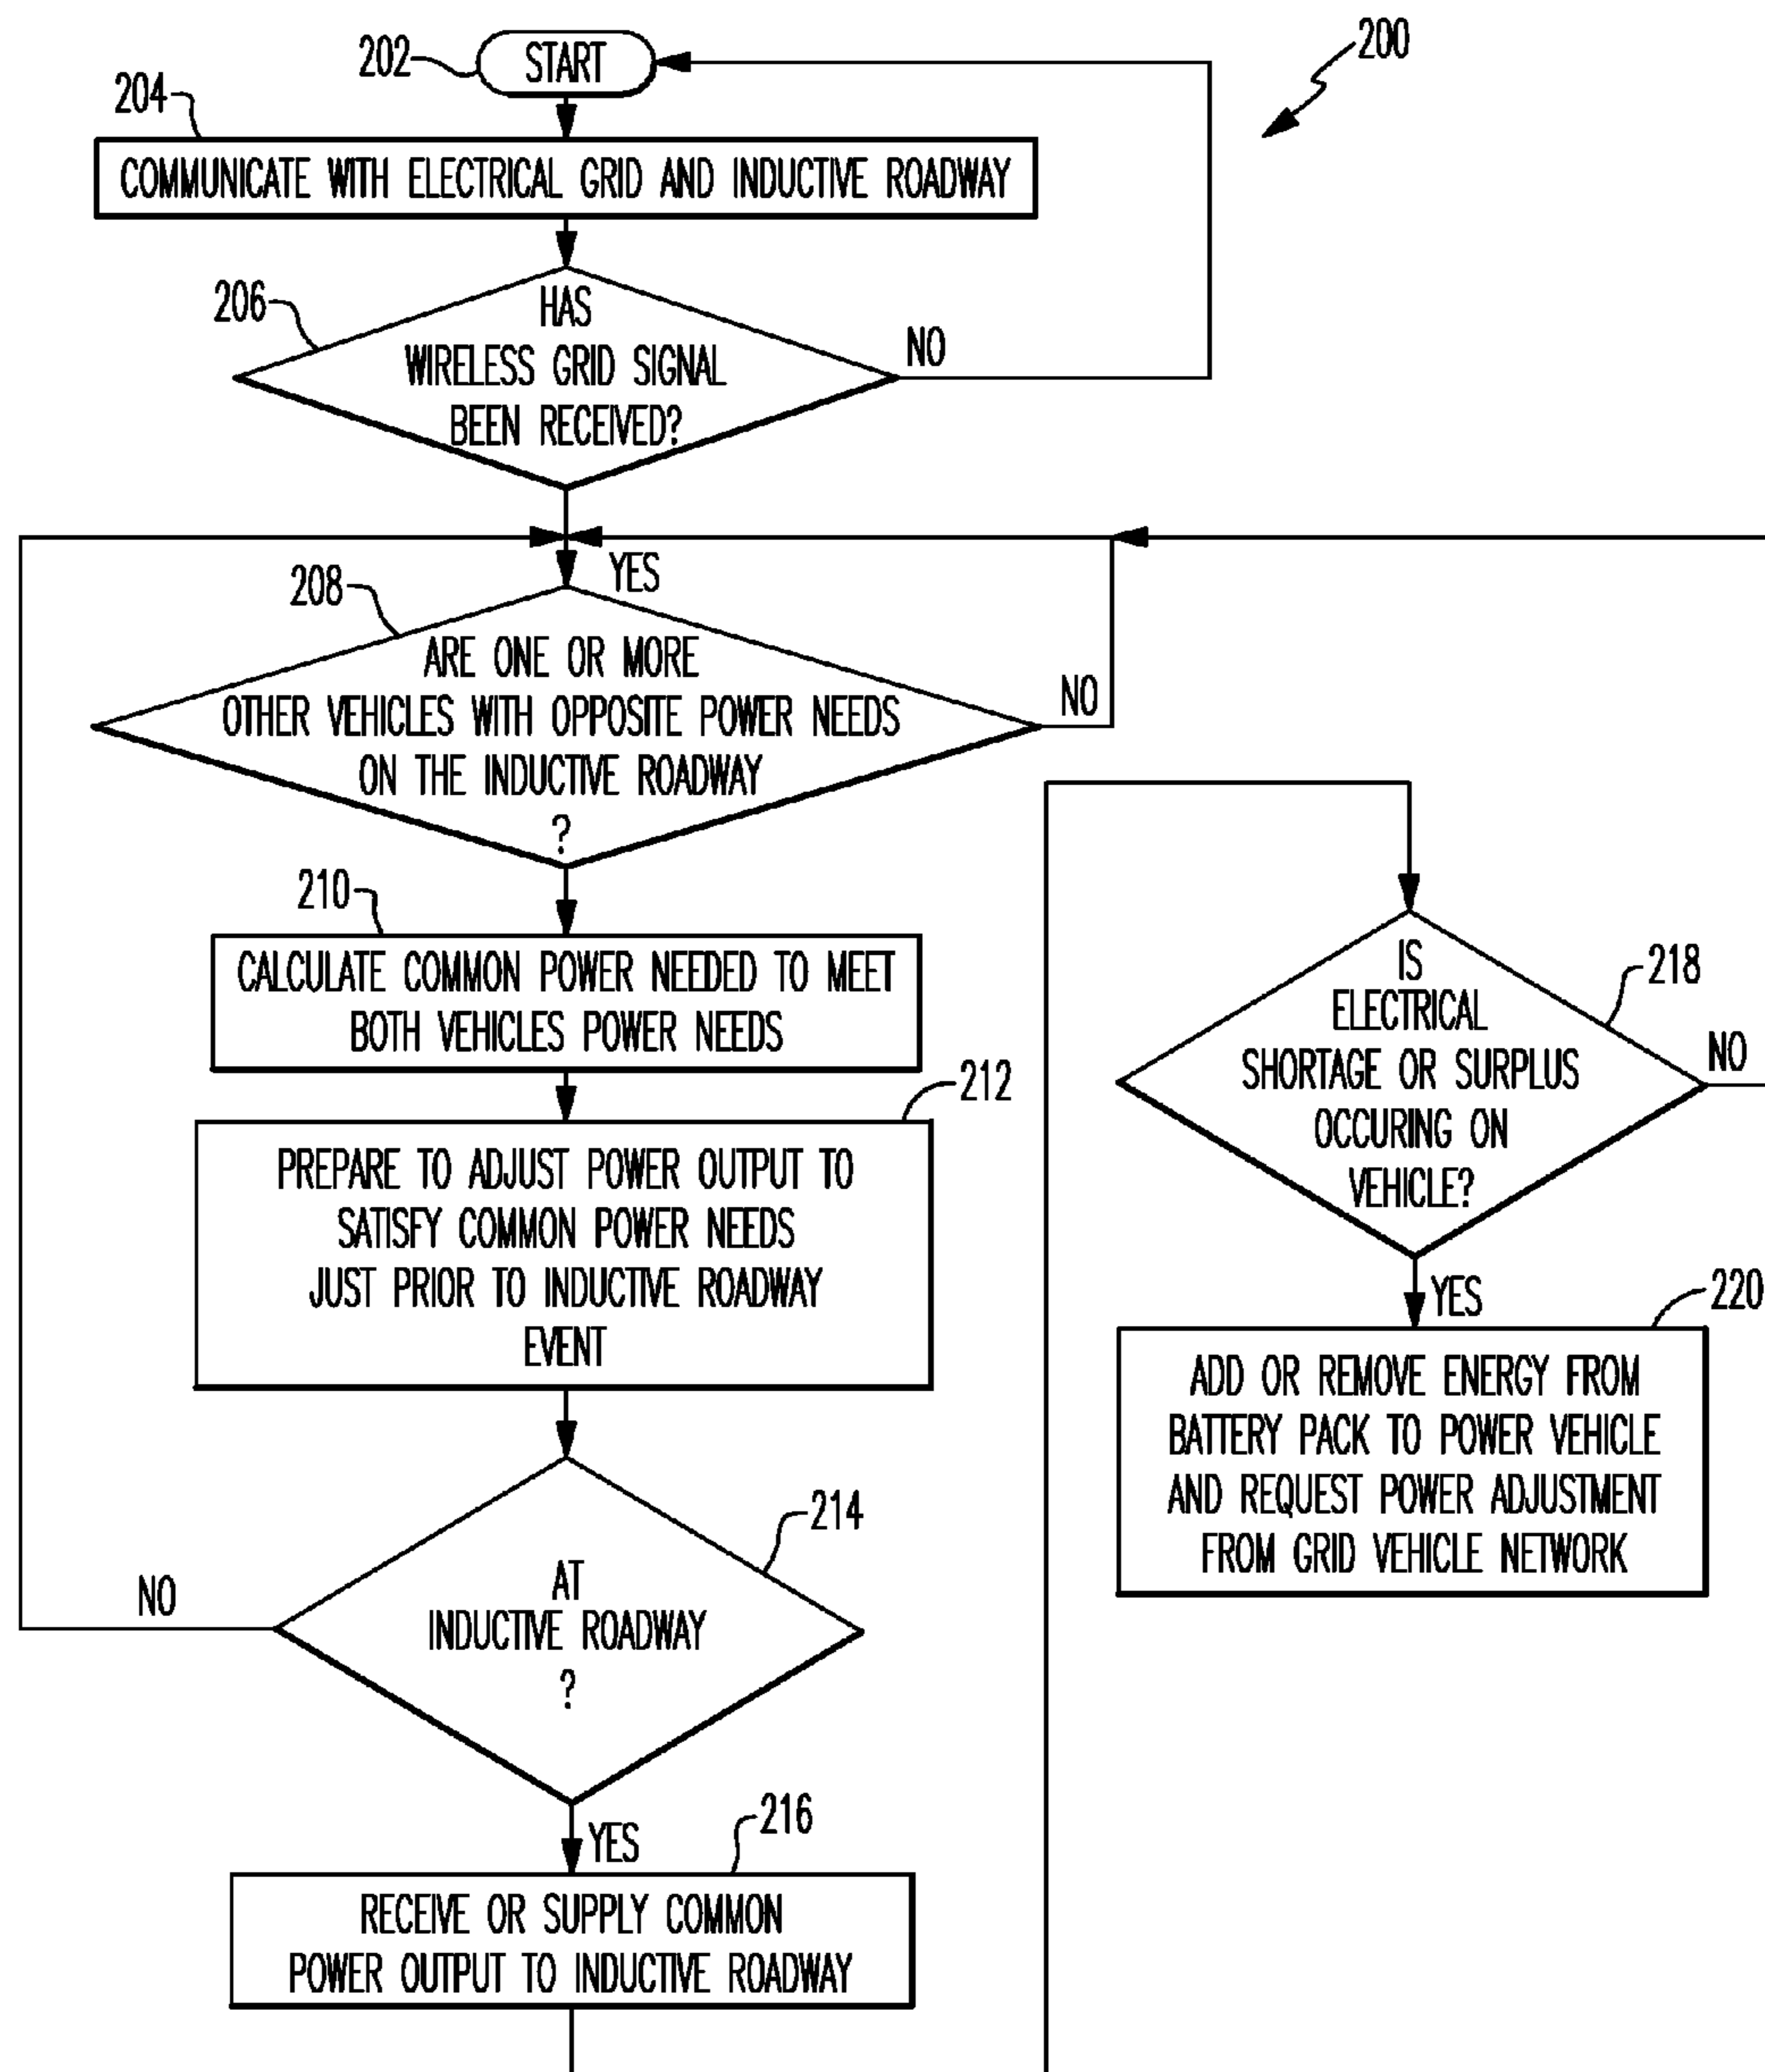 200
202
START
204
COMMUNICATE WITH ELECTRICAL GRID AND INDUCTIVE ROADWAY
206
HAS
WIRELESS GRID SIGNAL
BEEN RECEIVED?
NO
YES
208
ARE ONE OR MORE
OTHER VEHICLES WITH OPPOSITE POWER NEEDS
ON THE INDUCTIVE ROADWAY
?
NO
210
CALCULATE COMMON POWER NEEDED TO MEET
BOTH VEHICLES POWER NEEDS
212
PREPARE TO ADJUST POWER OUTPUT TO
SATISFY COMMON POWER NEEDS
JUST PRIOR TO INDUCTIVE ROADWAY
EVENT
214
AT
INDUCTIVE ROADWAY
?
NO
YES
216
RECEIVE OR SUPPLY COMMON
POWER OUTPUT TO INDUCTIVE ROADWAY
218
IS
ELECTRICAL
SHORTAGE OR SURPLUS
OCCURING ON
VEHICLE?
NO
YES
220
ADD OR REMOVE ENERGY FROM
BATTERY PACK TO POWER VEHICLE
AND REQUEST POWER ADJUSTMENT
FROM GRID VEHICLE NETWORK